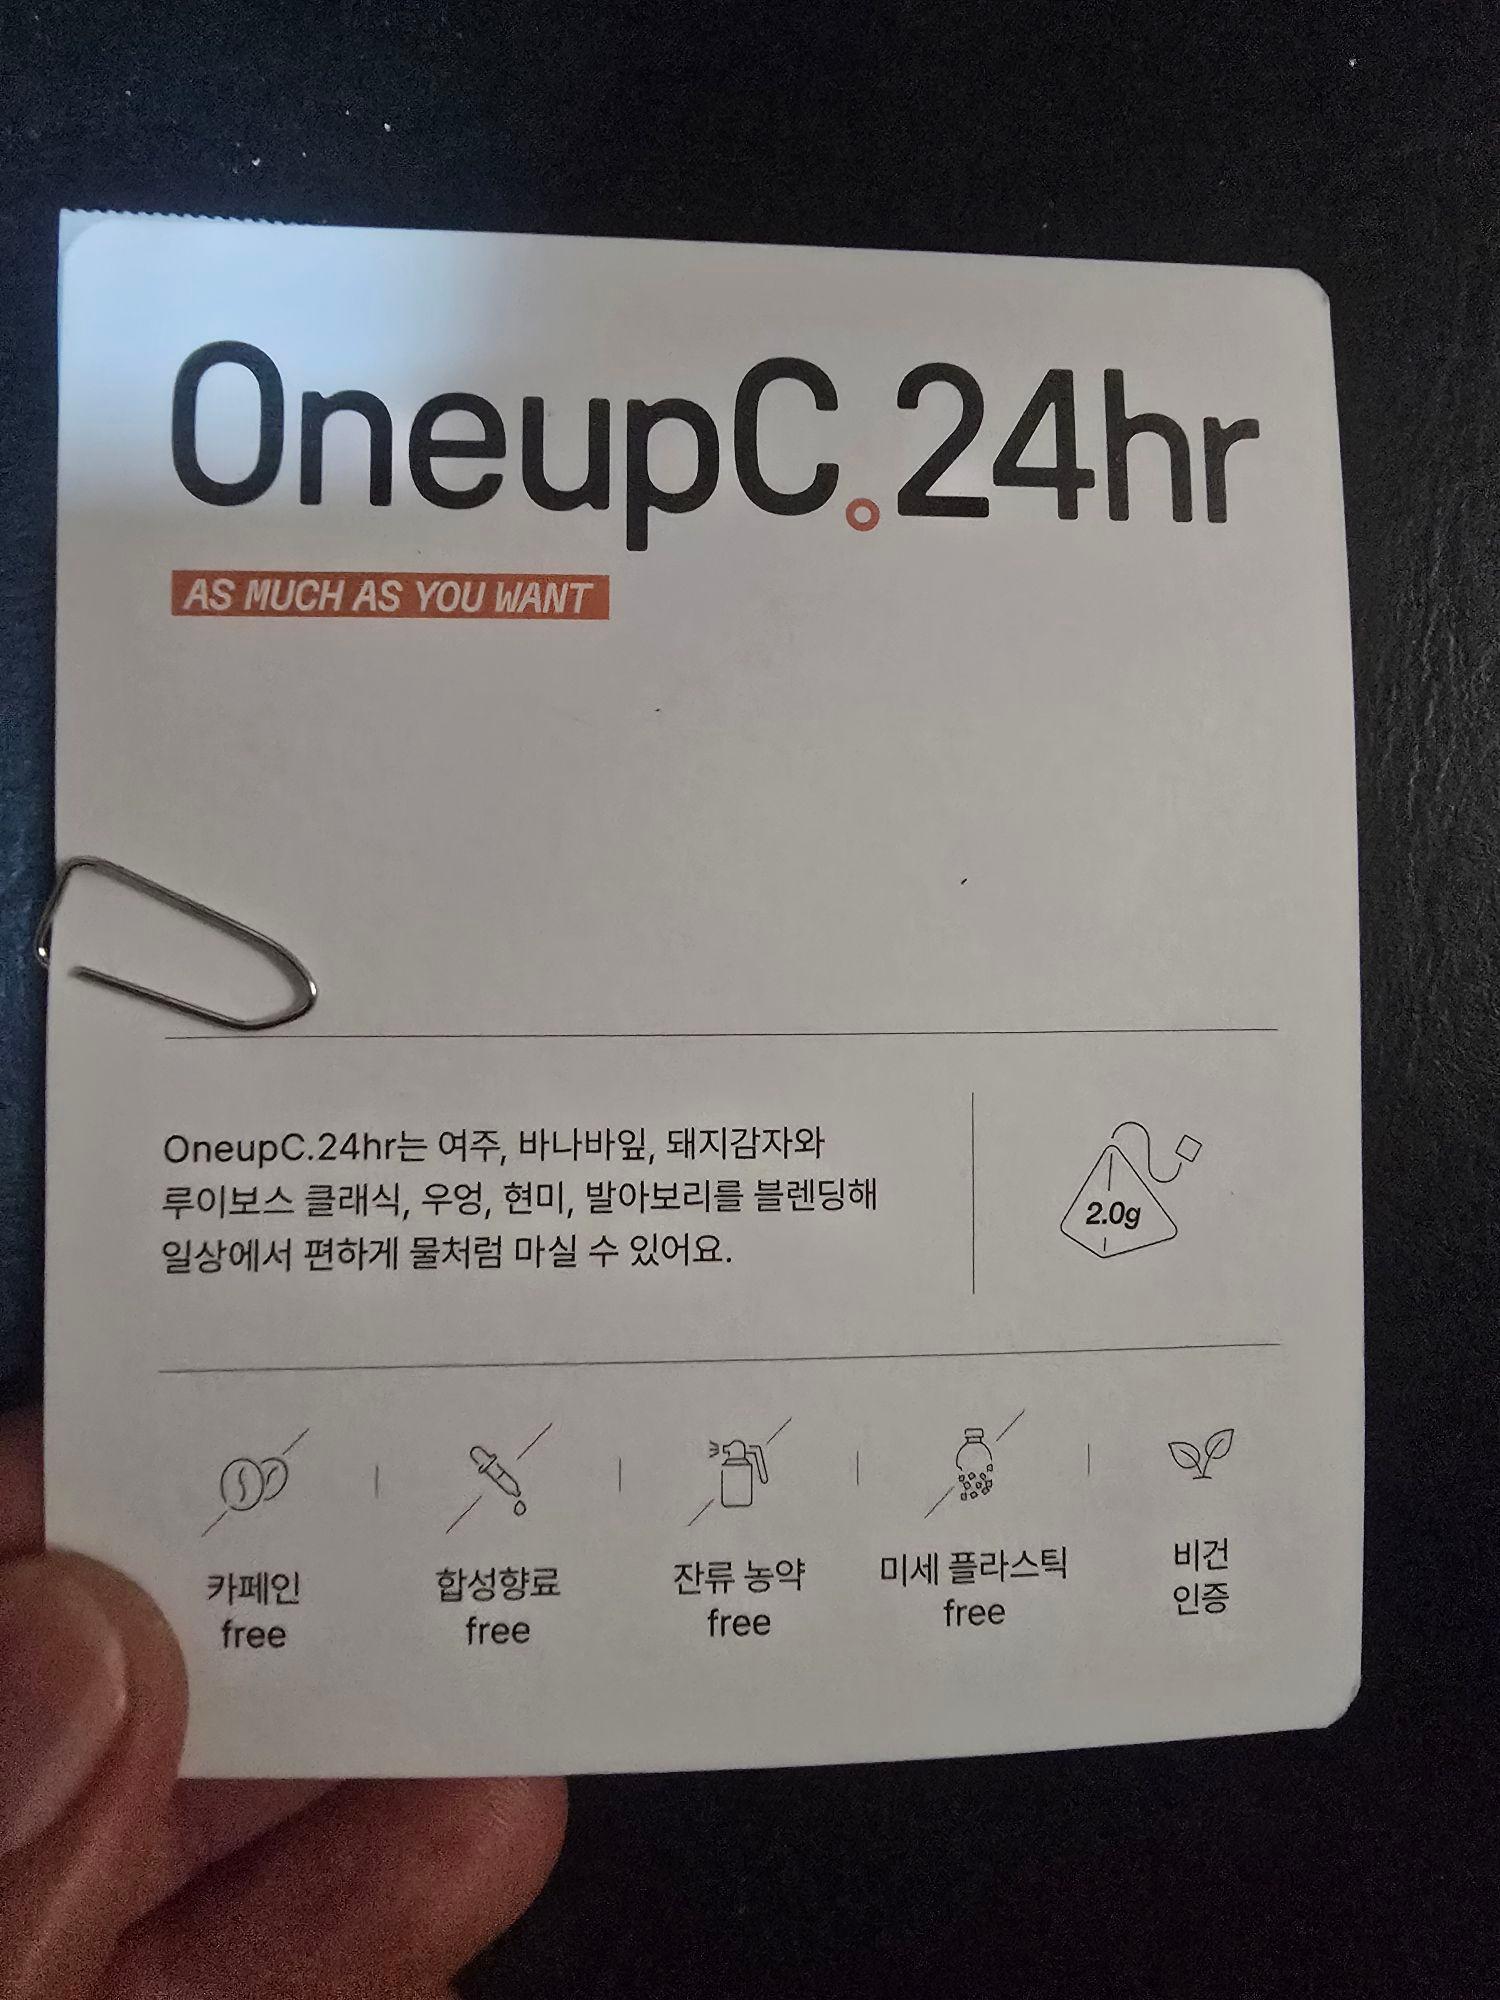 OneupC.24hr
AS MUCH AS YOU WANT
OneupC.24hr는 여주, 바나바잎, 돼지감자와
루이보스 클래식, 우엉, 현미, 발아보리를 블렌딩해
일상에서 편하게 물처럼 마실 수 있어요.
2.0g
카페인
free
합성향료
free
잔류 농약
free
미세 플라스틱
free
비건
인증